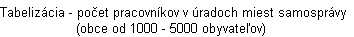 Tabelizácia - počet pracovníkov v úradoch miest samosprávy
(obce od 1000 - 5000 obyvateľov)